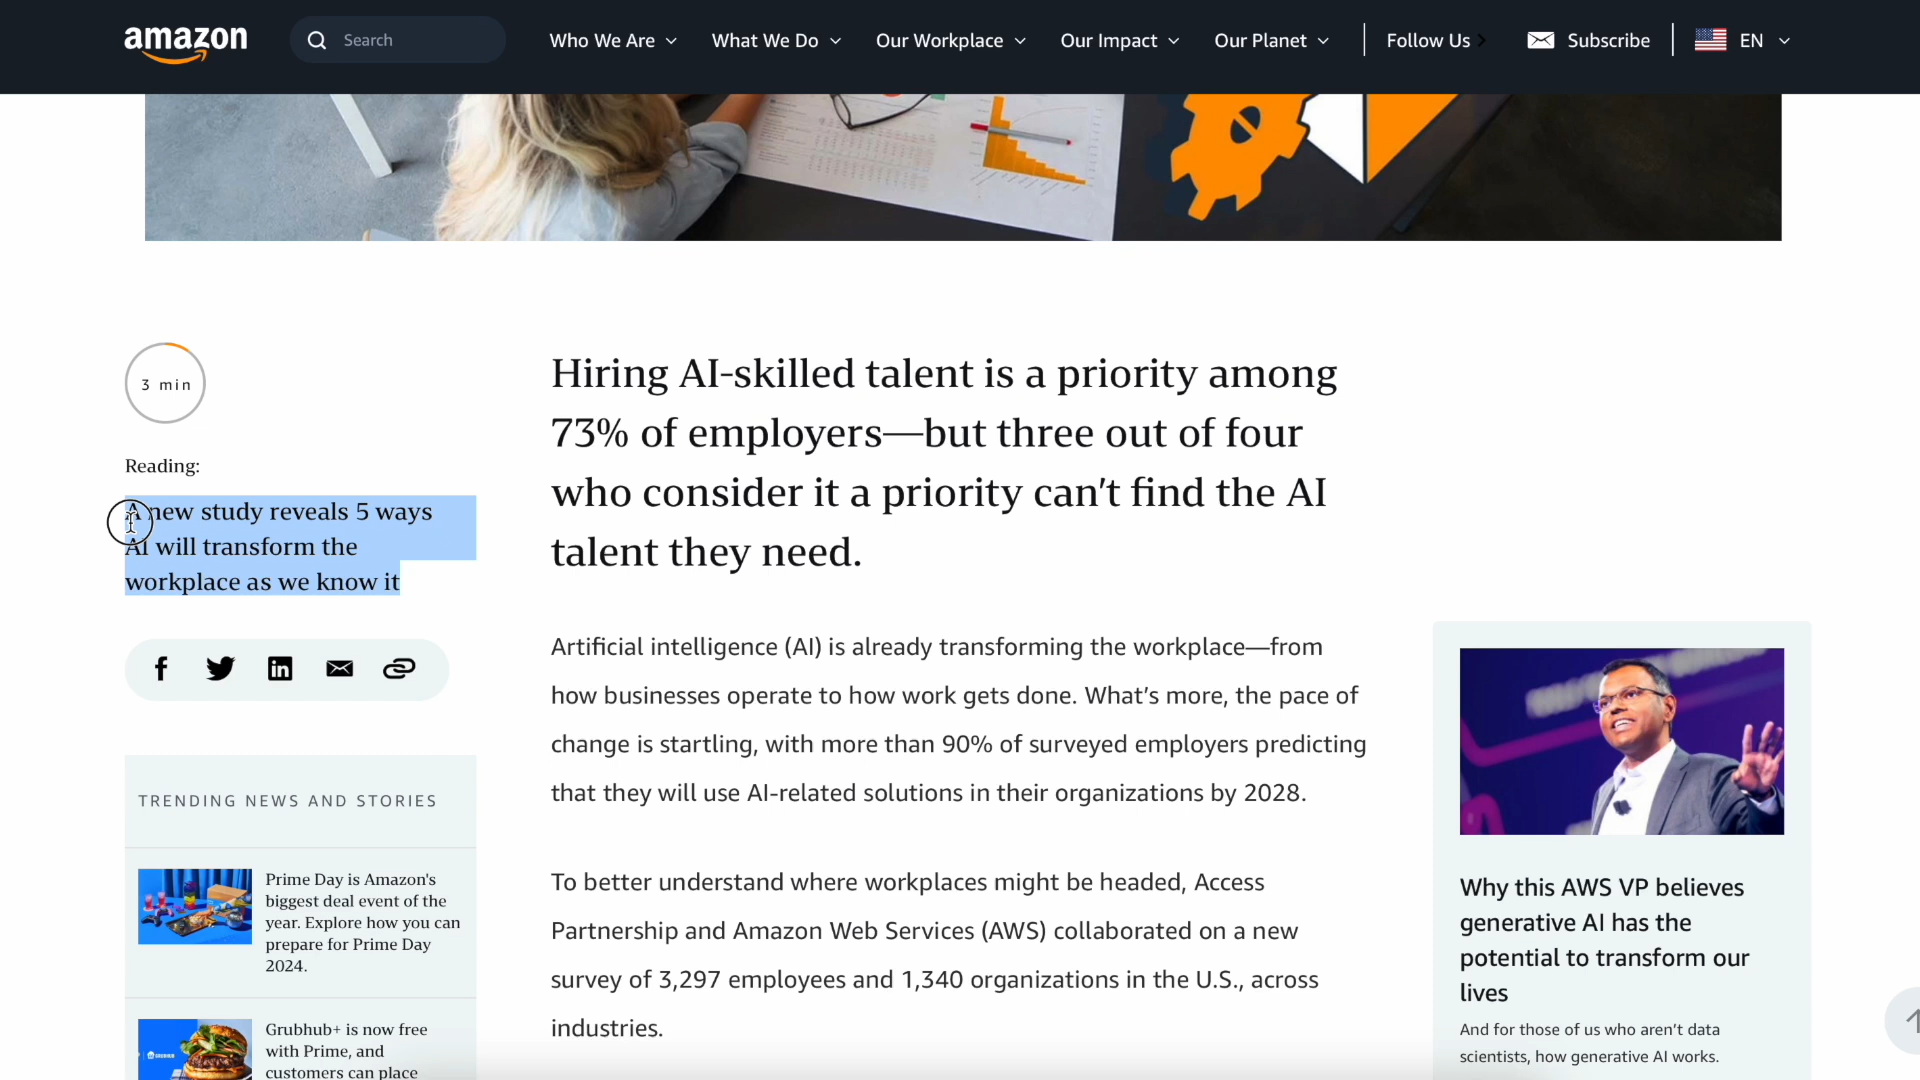 amazon
Search
Who We Are
What We Do
Our Workplace
Our Impact
Our Planet
Follow Us
Subscribe
EN
3 min
Reading:
A new study reveals 5 ways
AI will transform the
workplace as we know it
Hiring AI-skilled talent is a priority among
73% of employers—but three out of four
who consider it a priority can't find the AI
talent they need.
Artificial intelligence (AI) is already transforming the workplace—from
how businesses operate to how work gets done. What's more, the pace of
change is startling, with more than 90% of surveyed employers predicting
that they will use AI-related solutions in their organizations by 2028.
To better understand where workplaces might be headed, Access
Partnership and Amazon Web Services (AWS) collaborated on a new
survey of 3,297 employees and 1,340 organizations in the U.S., across
industries.
TRENDING NEWS AND STORIES
Prime Day is Amazon's
biggest deal event of the
year. Explore how you can
prepare for Prime Day
2024.
Grubhub+ is now free
with Prime, and
customers can place
Why this AWS VP believes
generative AI has the
potential to transform our
lives
And for those of us who aren't data
scientists, how generative AI works.